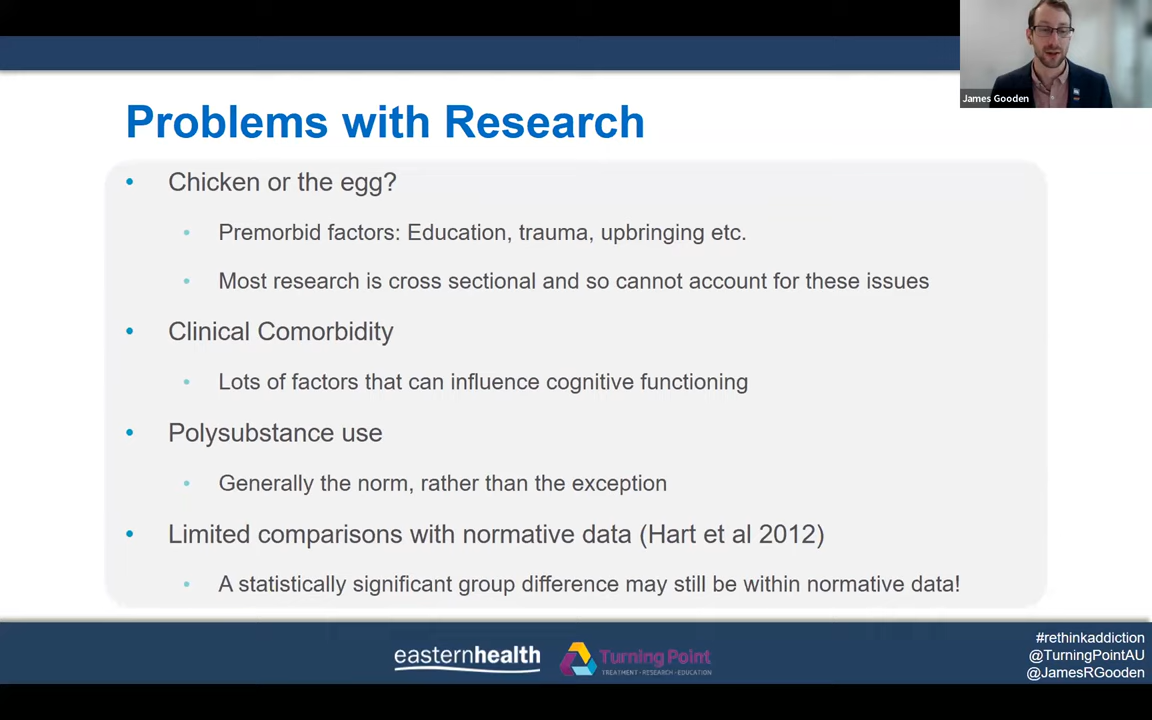 James Gooden
Problems with Research
• Chicken or the egg?
• Premorbid factors: Education, trauma, upbringing etc.
• Most research is cross sectional and so cannot account for these issues
• Clinical Comorbidity
• Lots of factors that can influence cognitive functioning
• Polysubstance use
• Generally the norm, rather than the exception
• Limited comparisons with normative data (Hart et al 2012)
• A statistically significant group difference may still be within normative data!
easternhealth
Turning Point
TREATMENT • RESEARCH • EDUCATION
#rethinkaddiction
@TurningPointAU
@JamesRGooden